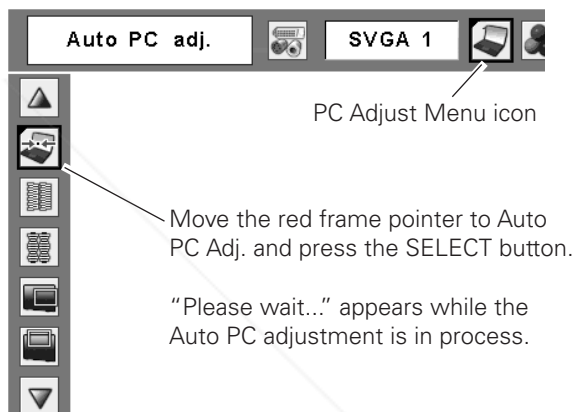 Auto PC adj.
SVGA 1
PC Adjust Menu icon
Move the red frame pointer to Auto
PC Adj. and press the SELECT button.
“Please wait...” appears while the
Auto PC adjustment is in process.